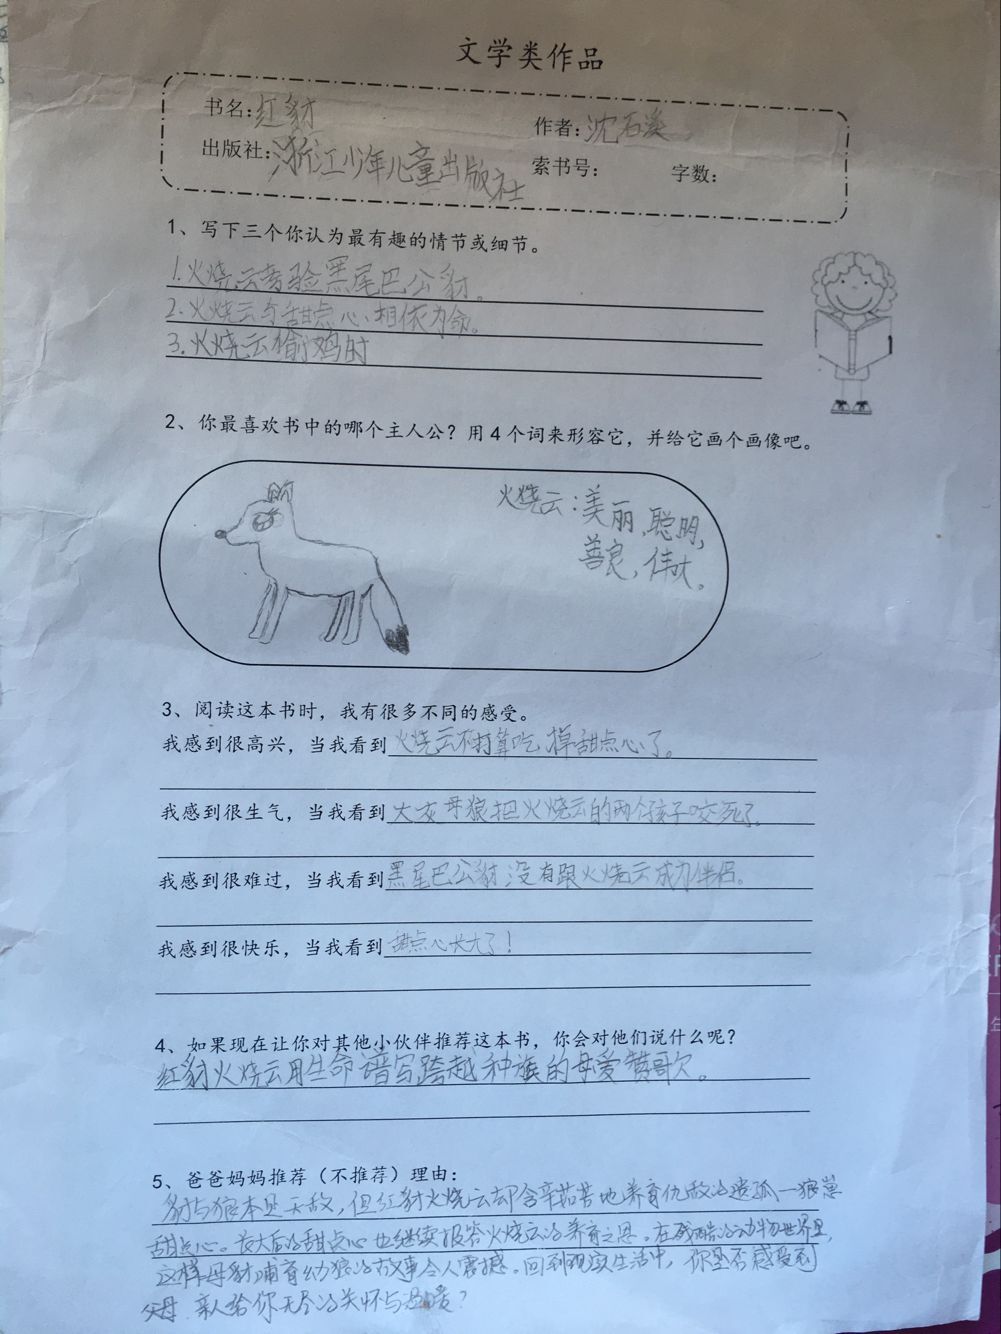 文学类作品
书名:红豺 作者:沈石溪
出版社:浙江少年儿童出版社 索书号: 字数:
1、写下三个你认为最有趣的情节或细节。
1.火烧云考验黑尾巴公豺。
2.火烧云与甜点心相依为命。
3.火烧云偷鸡时
2、你最喜欢书中的哪个主人公？用4个词来形容它，并给它画个画像吧。
火烧云:美丽,聪明,
善良,伟大。
3、阅读这本书时，我有很多不同的感受。
我感到很高兴，当我看到火烧云不打算吃掉甜点心了。
我感到很生气，当我看到大灰母狼把火烧云的两个孩子咬死了。
我感到很难过，当我看到黑尾巴公豺没有跟火烧云成为伴侣。
我感到很快乐，当我看到甜点心长大了!
4、如果现在让你对其他小伙伴推荐这本书，你会对他们说什么呢？
红豺火烧云用生命谱写跨越种族的母爱赞歌。
5、爸爸妈妈推荐（不推荐）理由:
豺与狼本是天敌,但红豺火烧云却含辛茹苦地养育仇敌的遗孤—狼崽
甜点心。长大后的甜点心也继续报答火烧云的养育之恩。在残酷的动物世界里,
这样母豺哺育幼狼的故事令人震撼。回到现实生活中,你是否感受到
父母、亲人给你无尽的关怀与温暖?